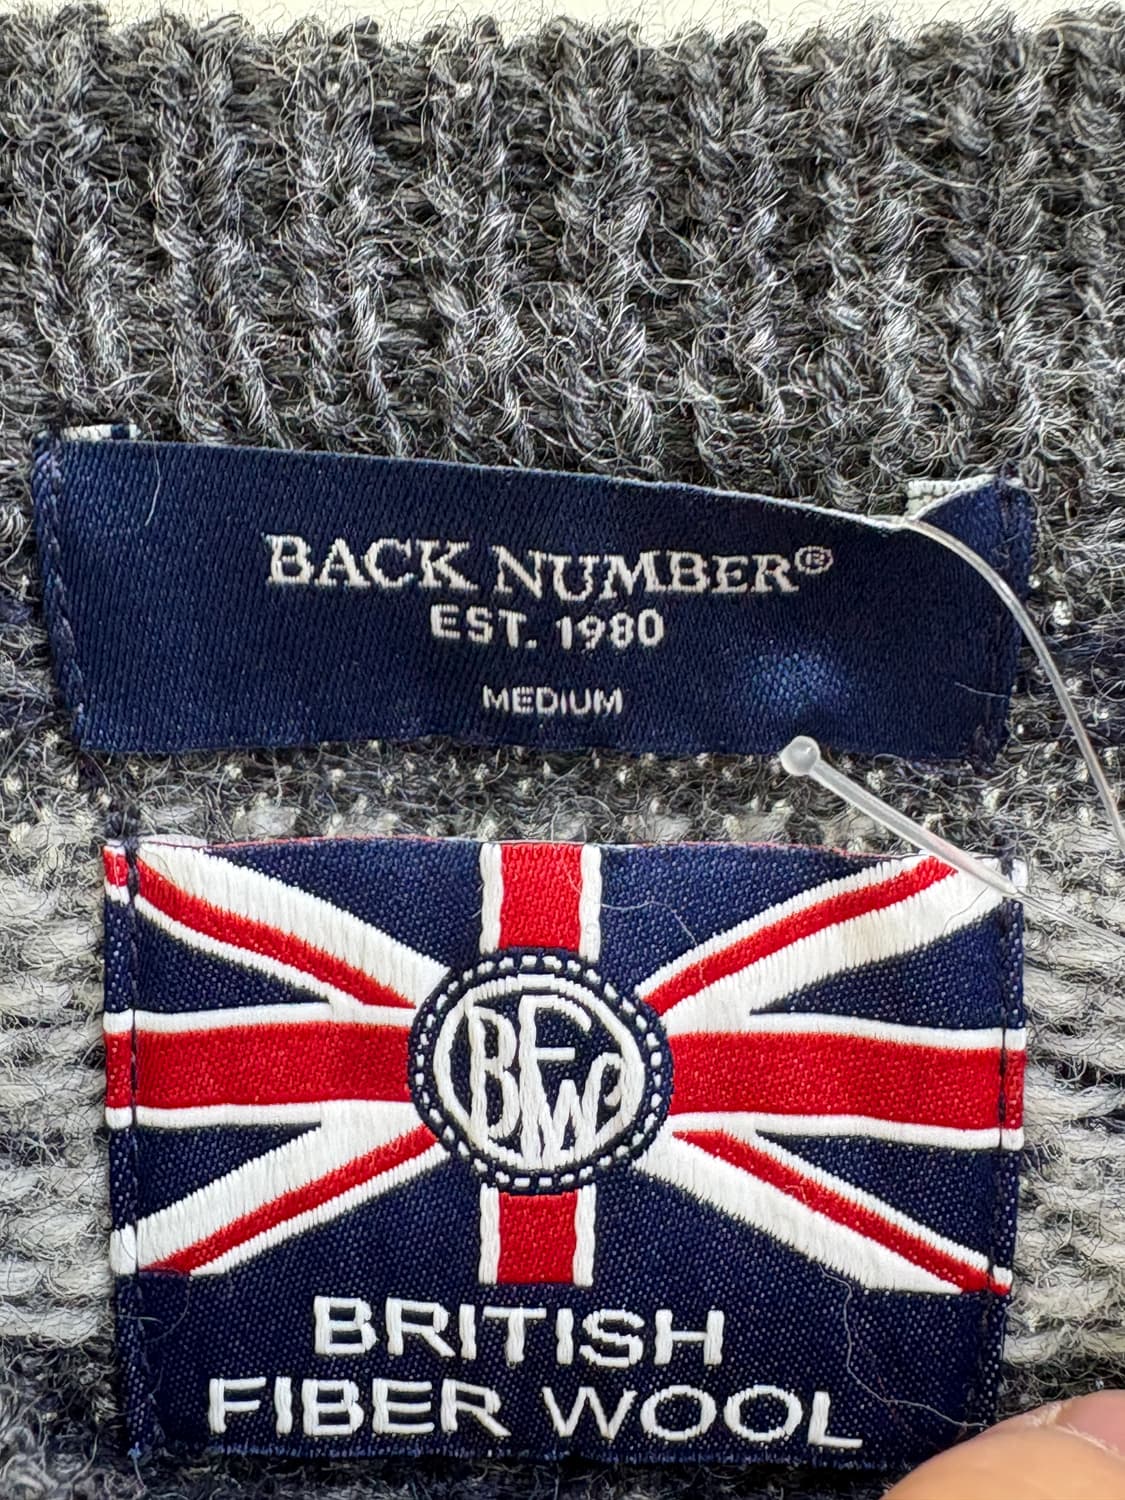 BACK NUMBER®
EST. 1980
MEDIUM
BFW
BRITISH
FIBER WOOL